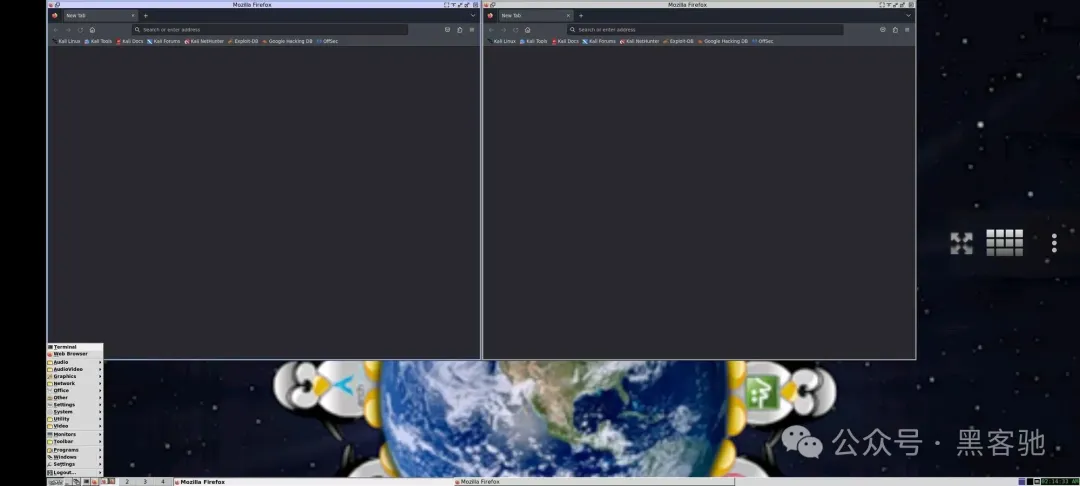 Mozilla Firefox
Mozilla Firefox
New Tab
New Tab
Search or enter address
Search or enter address
Kali Linux Kali Tools Kali Docs Kali Forums Kali NetHunter Exploit-DB Google Hacking DB OffSec
Kali Linux Kali Tools Kali Docs Kali Forums Kali NetHunter Exploit-DB Google Hacking DB OffSec
Terminal
Web Browser
Audio
AudioVideo
Graphics
Network
Office
Other
Settings
System
Utility
Video
Monitors
Toolbar
Programs
Windows
Settings
Logout...
公众号 · 黑客驰
2 3 4 Mozilla Firefox Mozilla Firefox